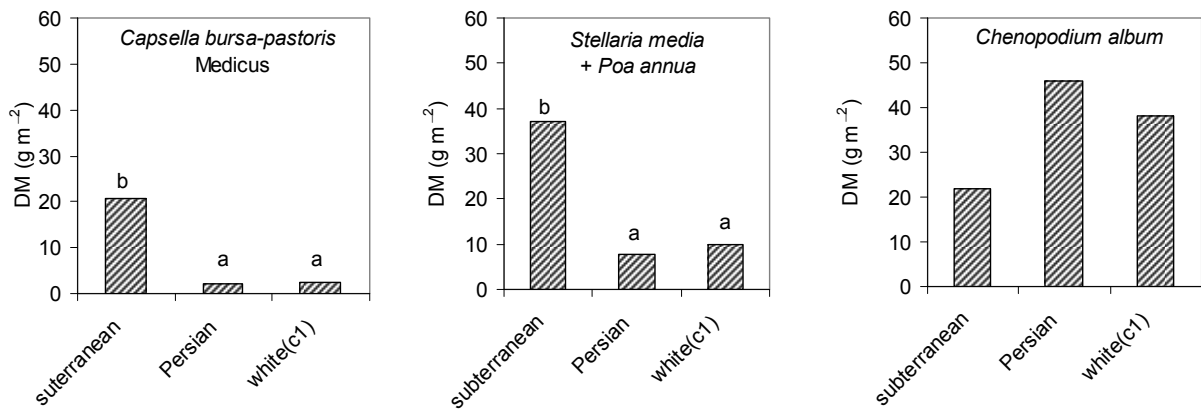 Capsella bursa-pastoris
Medicus
DM (g m⁻²)
60
50
40
30
20
10
0
b
a
a
suterranean
Persian
white(c1)
Stellaria media
+ Poa annua
DM (g m⁻²)
60
50
40
30
20
10
0
b
a
a
subterranean
Persian
white(c1)
Chenopodium album
DM (g m⁻²)
60
50
40
30
20
10
0
subterranean
Persian
white(c1)